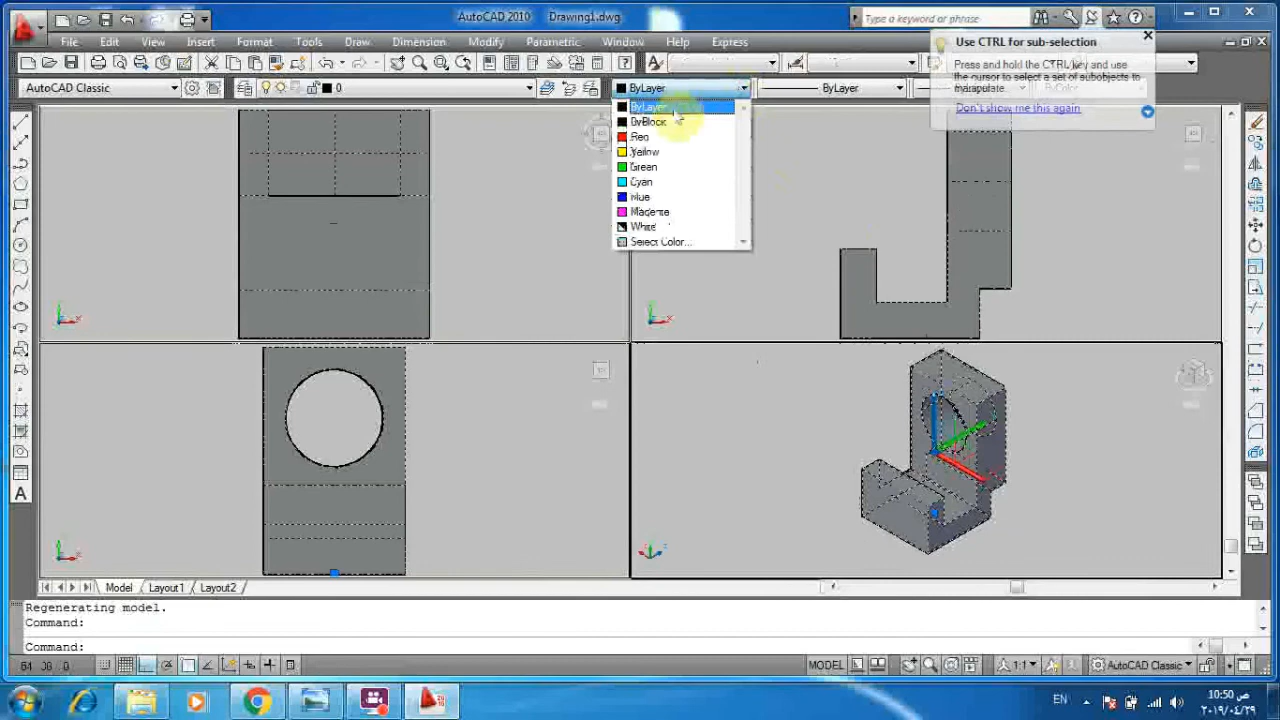 AutoCAD 2010 Drawing1.dwg
Type a keyword or phrase
File Edit View Insert Format Tools Draw Dimension Modify Parametric Window Help Express
Use CTRL for sub-selection
Press and hold the CTRL key and use
the cursor to select a set of subobjects to
manipulate.
Don't show me this again
AutoCAD Classic
0
ByLayer
ByLayer
ByLayer
ByBlock
Red
Yellow
Green
Cyan
Blue
Magenta
White
Select Color...
X
X
Model Layout1 Layout2
Regenerating model.
Command:
Command:
MODEL
1:1
AutoCAD Classic
EN
10:50 ص
٢٠١٩/٠٤/٢٩
A